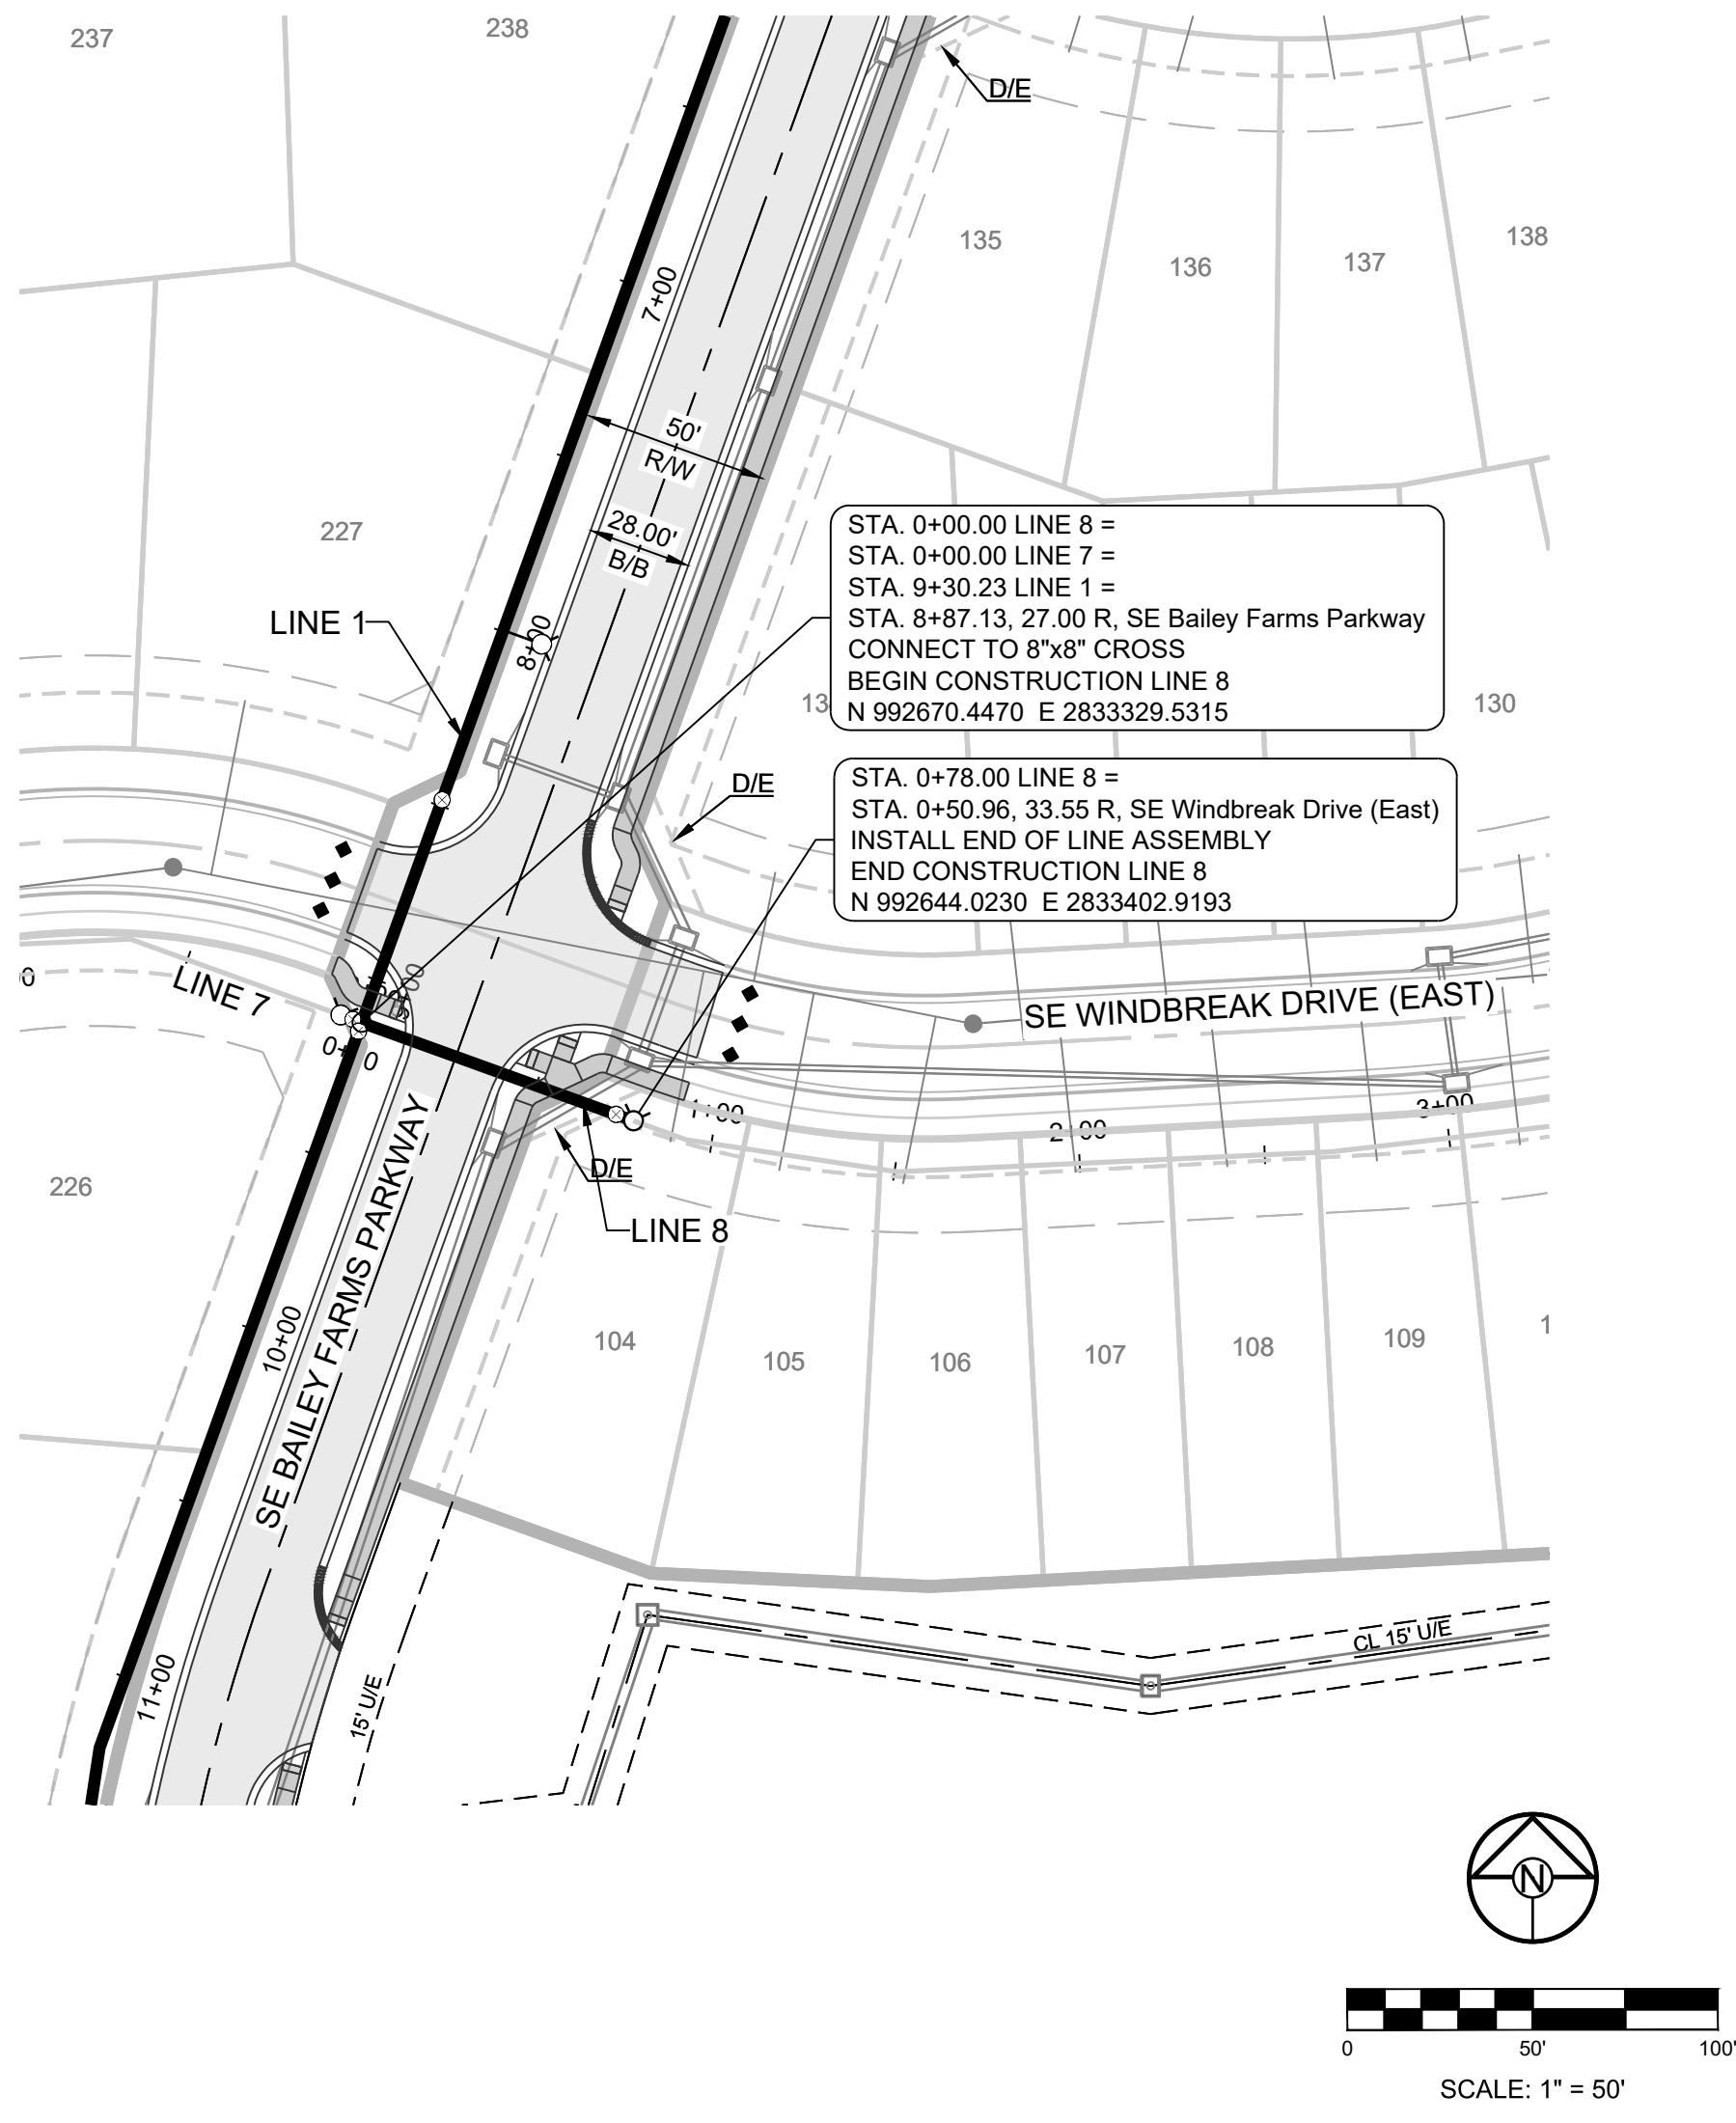 237
238
D/E
135
136
137
138
7+00
50'
R/W
28.00'
B/B
227
LINE 1
8+00
STA. 0+00.00 LINE 8 =
STA. 0+00.00 LINE 7 =
STA. 9+30.23 LINE 1 =
STA. 8+87.13, 27.00 R, SE Bailey Farms Parkway
CONNECT TO 8"x8" CROSS
BEGIN CONSTRUCTION LINE 8
N 992670.4470 E 2833329.5315
130
D/E
STA. 0+78.00 LINE 8 =
STA. 0+50.96, 33.55 R, SE Windbreak Drive (East)
INSTALL END OF LINE ASSEMBLY
END CONSTRUCTION LINE 8
N 992644.0230 E 2833402.9193
LINE 7
SE WINDBREAK DRIVE (EAST)
1+00
2+00
3+00
D/E
226
LINE 8
SE BAILEY FARMS PARKWAY
10+00
104
105
106
107
108
109
11+00
15' U/E
CL 15' U/E
N
0
50'
100'
SCALE: 1" = 50'